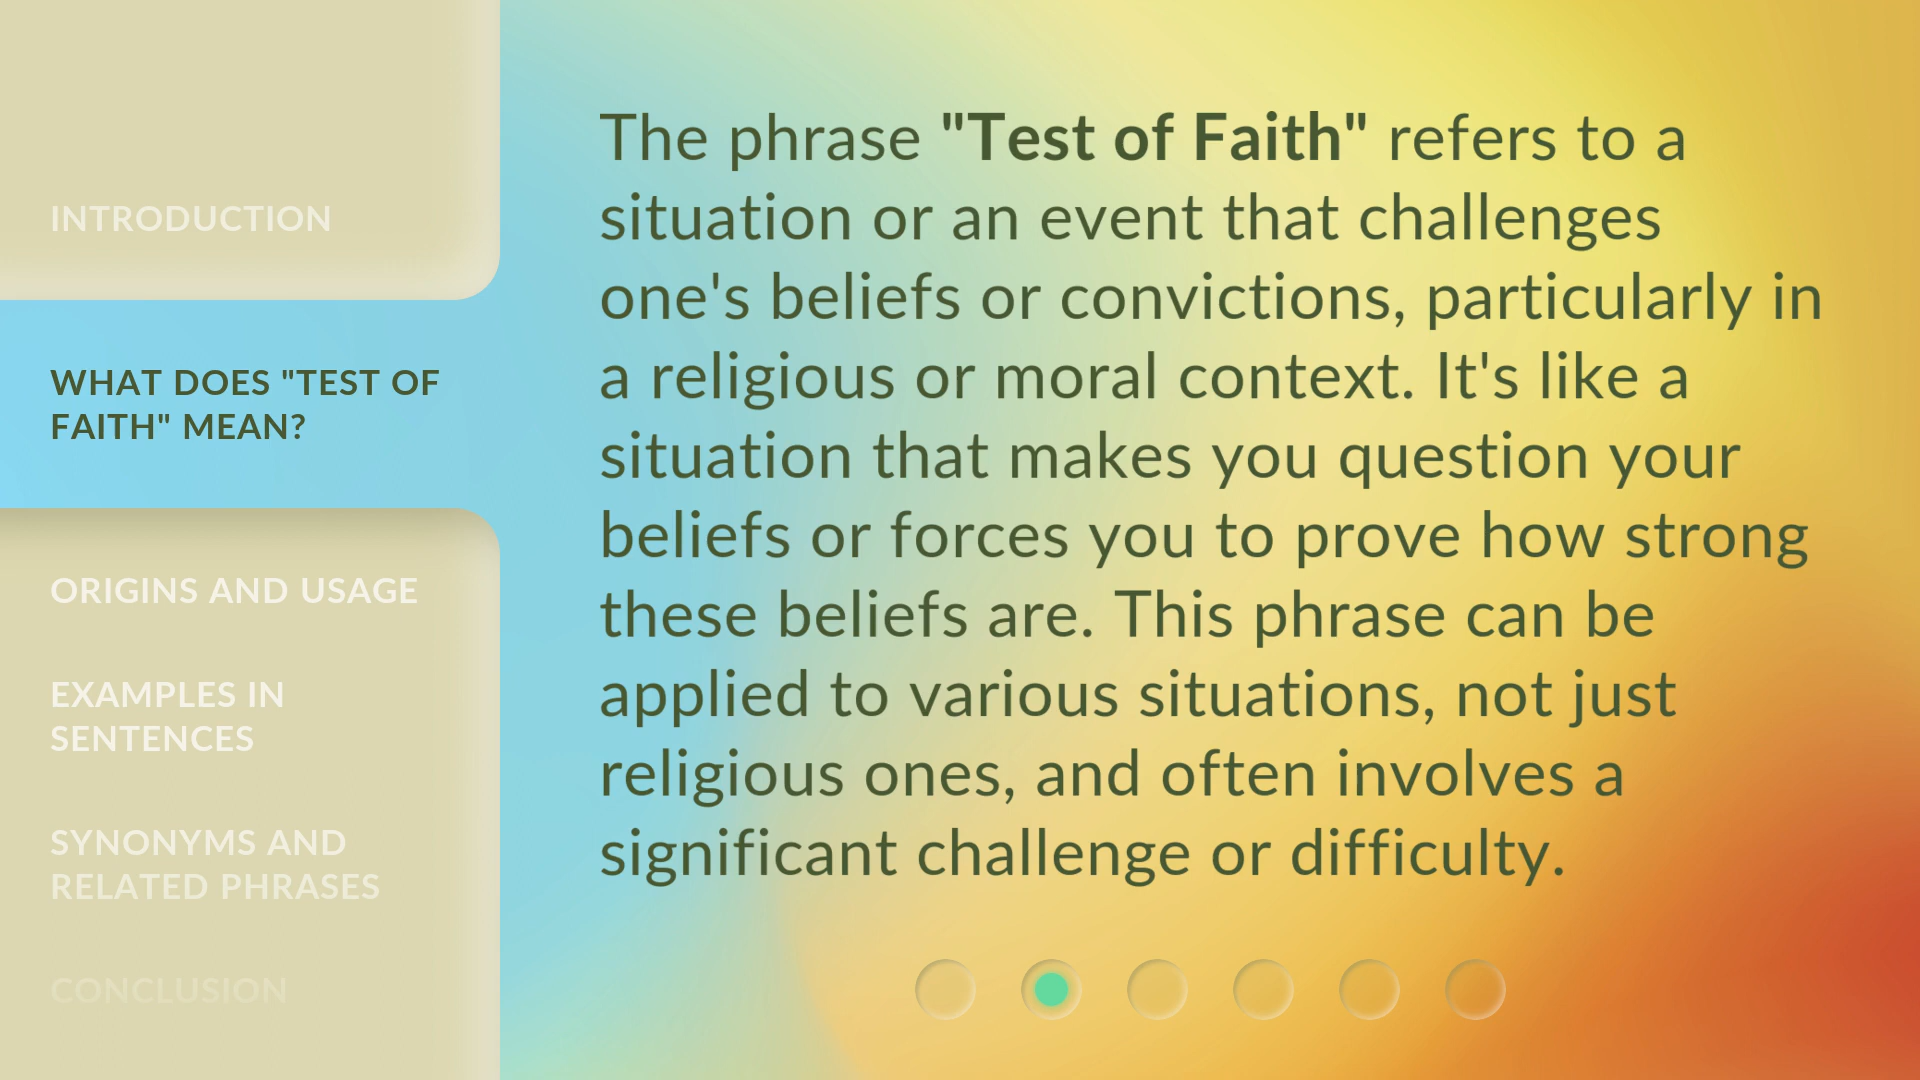 INTRODUCTION
WHAT DOES "TEST OF
FAITH" MEAN?
ORIGINS AND USAGE
EXAMPLES IN
SENTENCES
SYNONYMS AND
RELATED PHRASES
CONCLUSION
The phrase "Test of Faith" refers to a
situation or an event that challenges
one's beliefs or convictions, particularly in
a religious or moral context. It's like a
situation that makes you question your
beliefs or forces you to prove how strong
these beliefs are. This phrase can be
applied to various situations, not just
religious ones, and often involves a
significant challenge or difficulty.